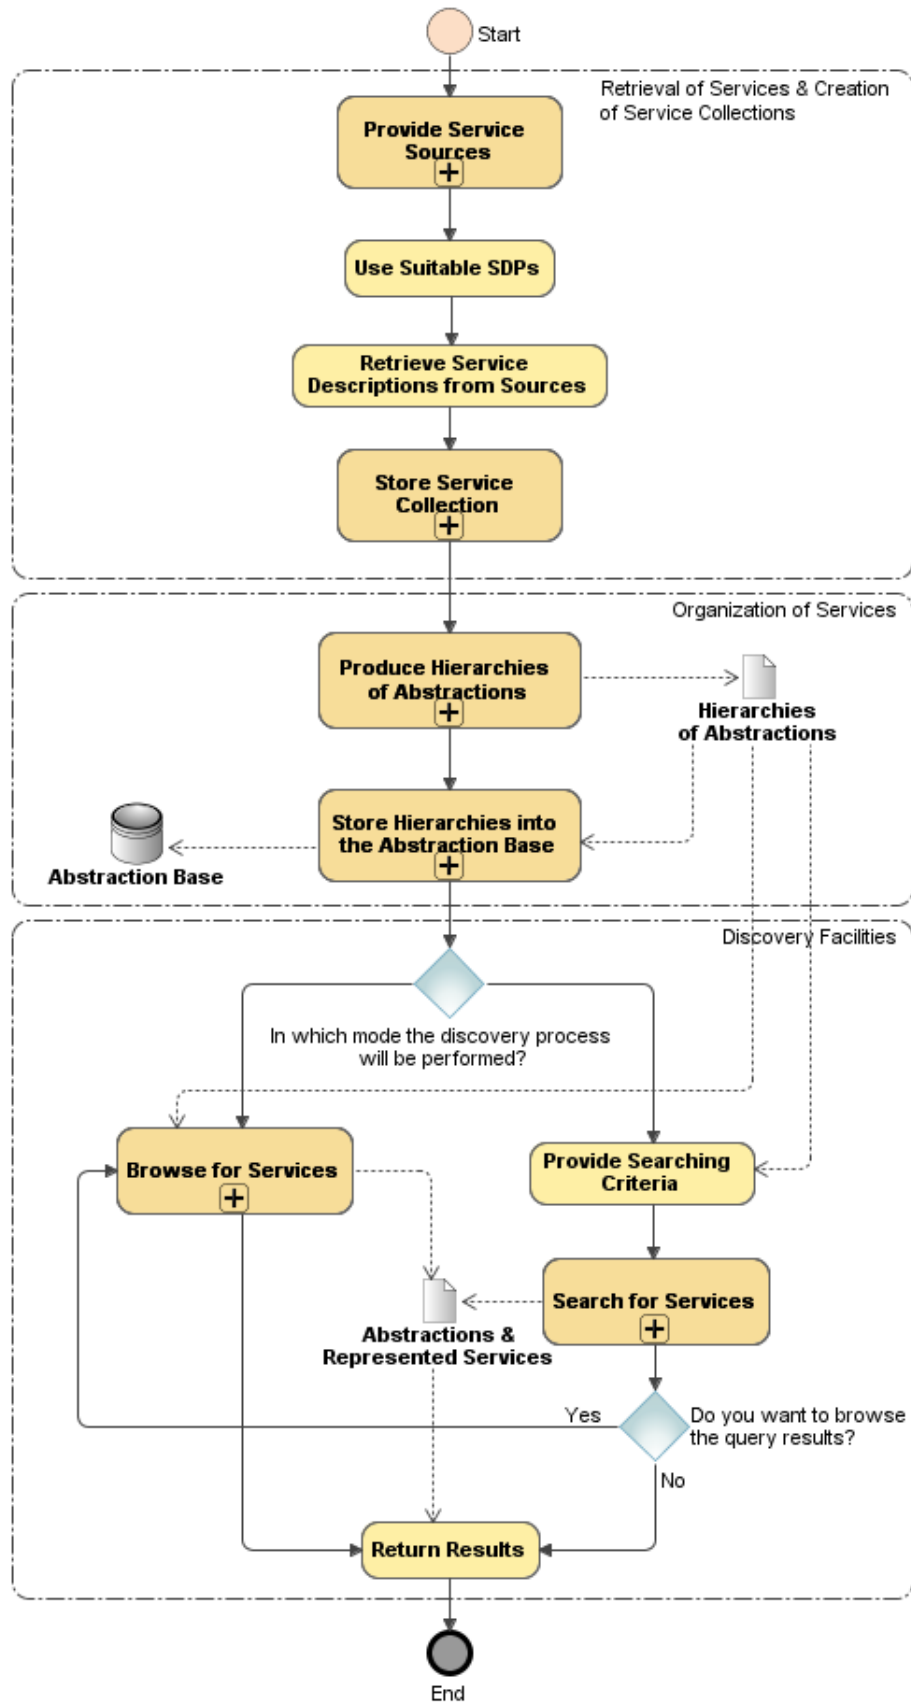 Start
Retrieval of Services & Creation
of Service Collections
Provide Service
Sources
Use Suitable SDPs
Retrieve Service
Descriptions from Sources
Store Service
Collection
Organization of Services
Produce Hierarchies
of Abstractions
Hierarchies
of Abstractions
Store Hierarchies into
the Abstraction Base
Abstraction Base
Discovery Facilities
In which mode the discovery process
will be performed?
Browse for Services
Provide Searching
Criteria
Search for Services
Abstractions &
Represented Services
Yes
Do you want to browse
the query results?
No
Return Results
End